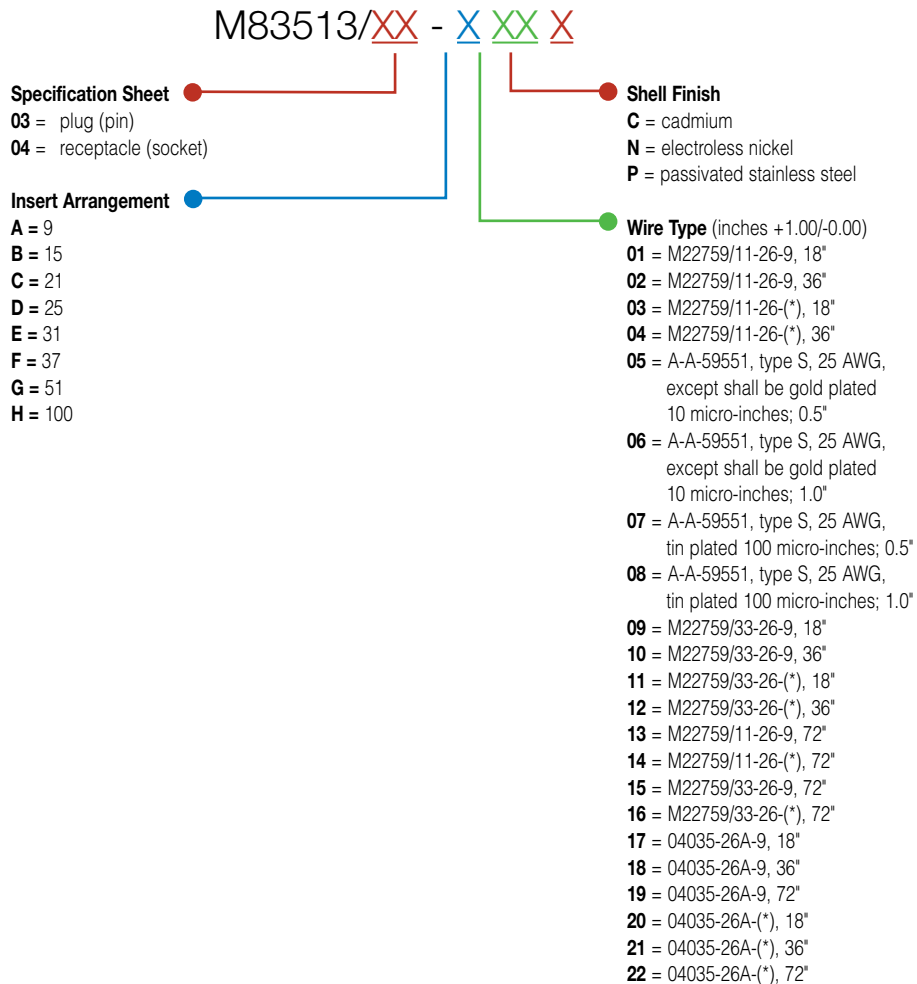 M83513/XX - X XX X
Specification Sheet
03 = plug (pin)
04 = receptacle (socket)
Insert Arrangement
A = 9
B = 15
C = 21
D = 25
E = 31
F = 37
G = 51
H = 100
Shell Finish
C = cadmium
N = electroless nickel
P = passivated stainless steel
Wire Type (inches +1.00/-0.00)
01 = M22759/11-26-9, 18"
02 = M22759/11-26-9, 36"
03 = M22759/11-26-(*), 18"
04 = M22759/11-26-(*), 36"
05 = A-A-59551, type S, 25 AWG,
except shall be gold plated
10 micro-inches; 0.5"
06 = A-A-59551, type S, 25 AWG,
except shall be gold plated
10 micro-inches; 1.0"
07 = A-A-59551, type S, 25 AWG,
tin plated 100 micro-inches; 0.5"
08 = A-A-59551, type S, 25 AWG,
tin plated 100 micro-inches; 1.0"
09 = M22759/33-26-9, 18"
10 = M22759/33-26-9, 36"
11 = M22759/33-26-(*), 18"
12 = M22759/33-26-(*), 36"
13 = M22759/11-26-9, 72"
14 = M22759/11-26-(*), 72"
15 = M22759/33-26-9, 72"
16 = M22759/33-26-(*), 72"
17 = 04035-26A-9, 18"
18 = 04035-26A-9, 36"
19 = 04035-26A-9, 72"
20 = 04035-26A-(*), 18"
21 = 04035-26A-(*), 36"
22 = 04035-26A-(*), 72"